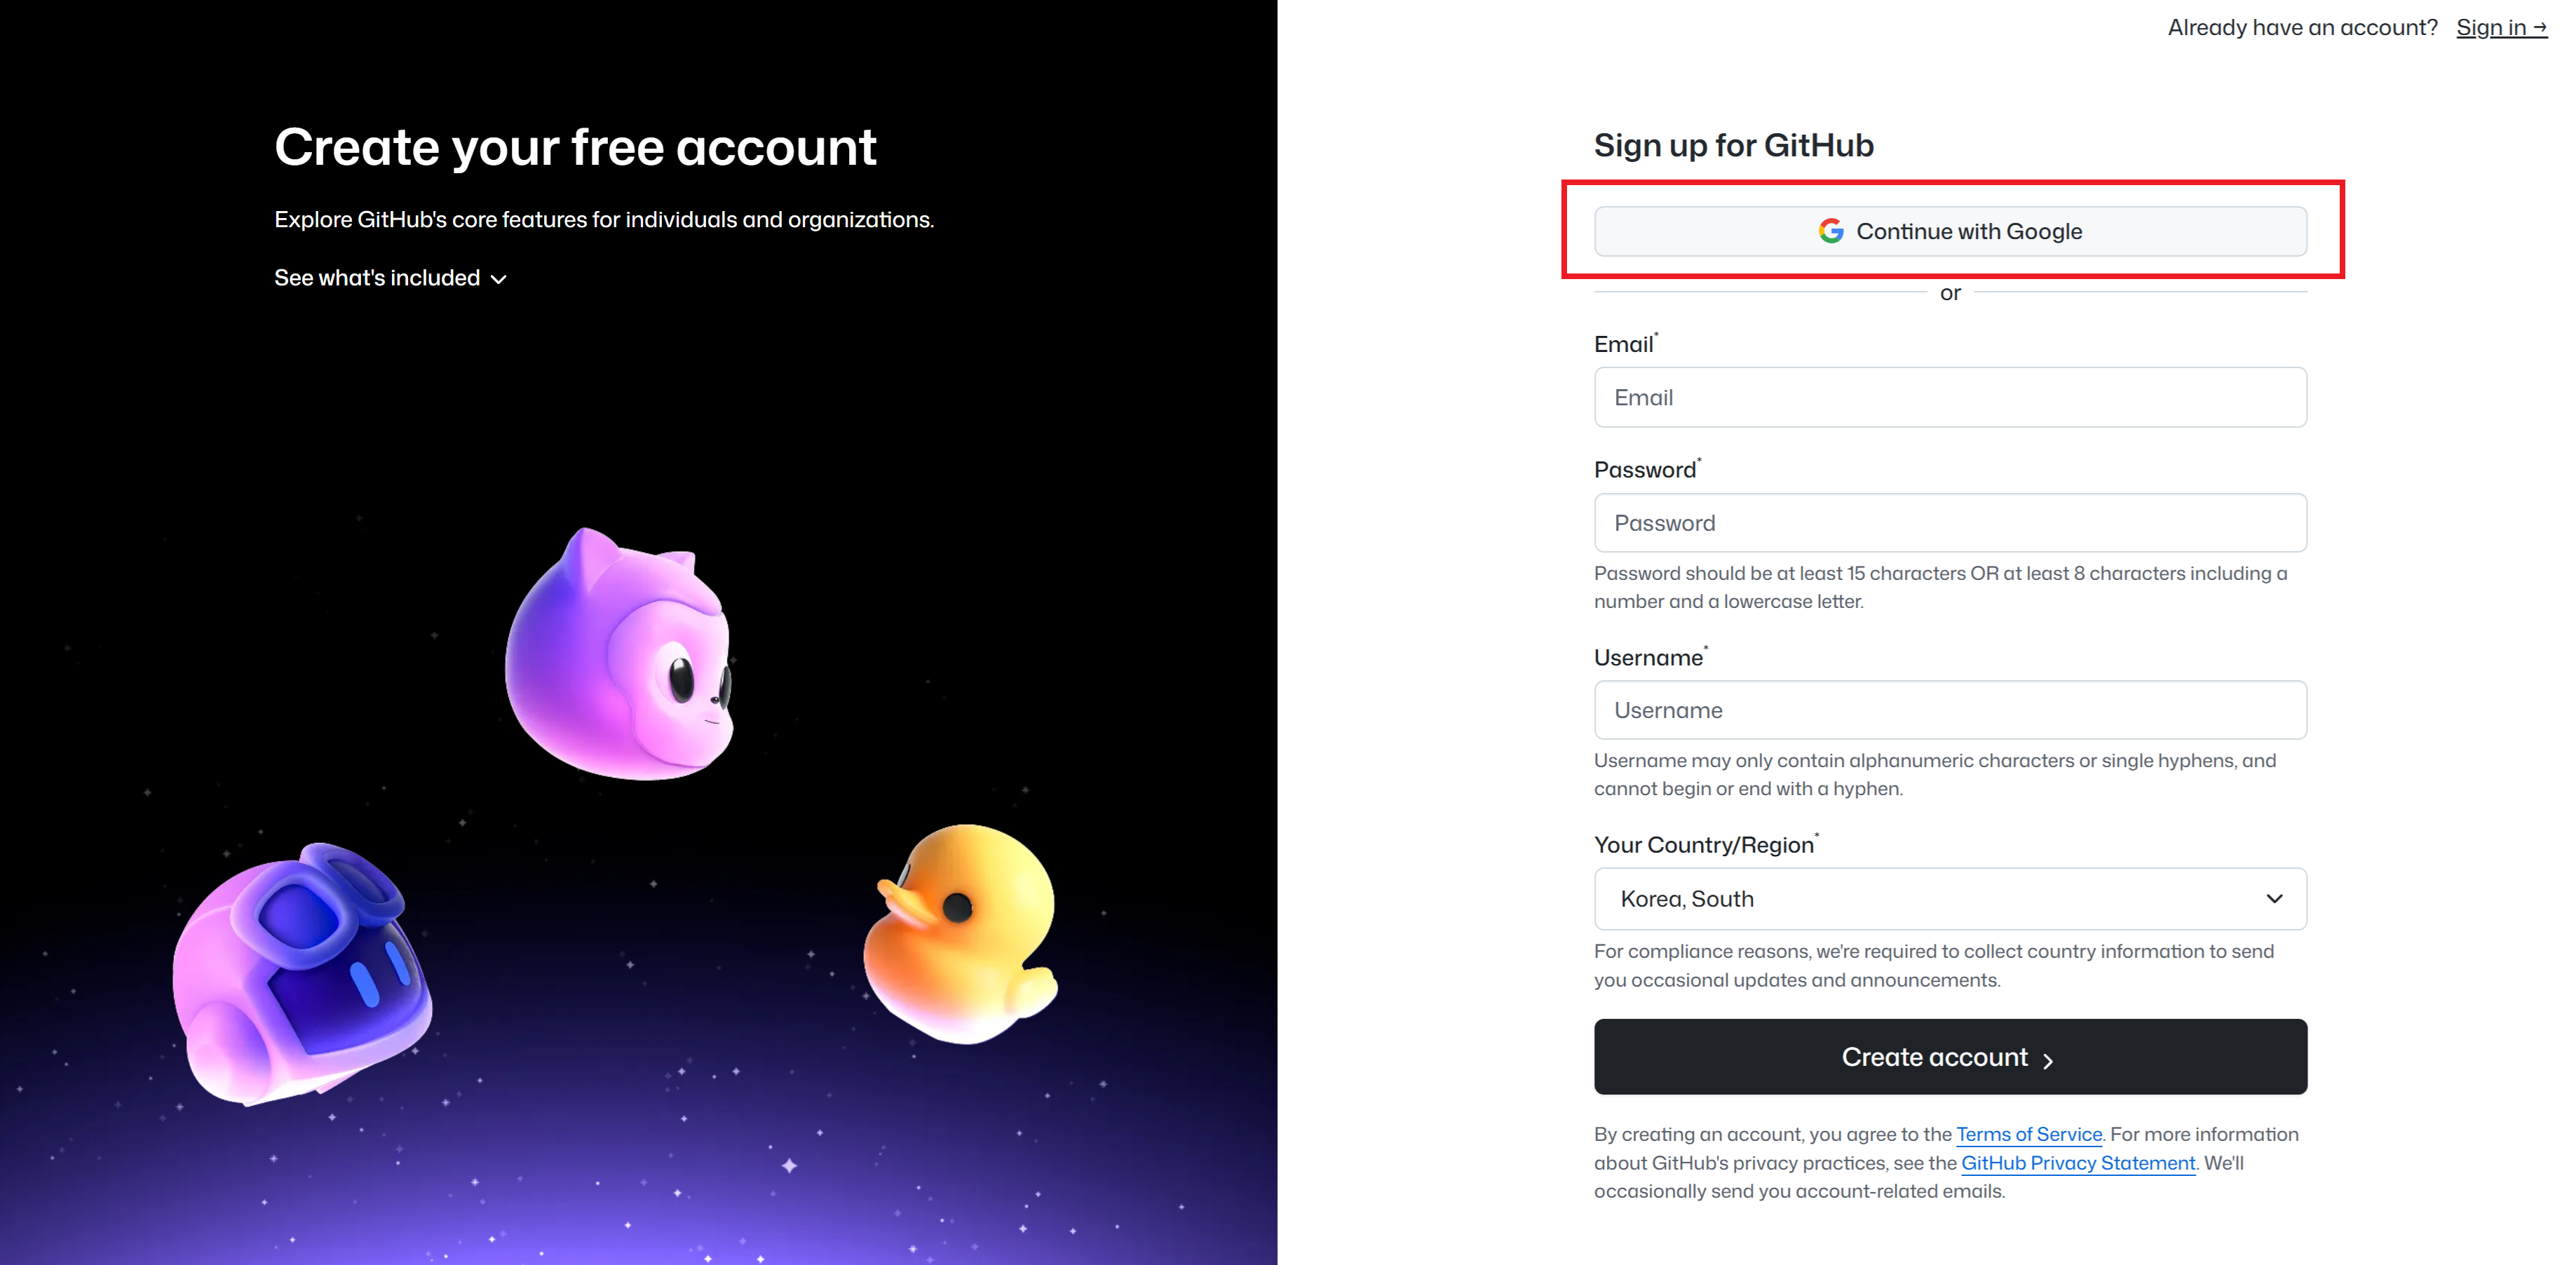 Already have an account? Sign in →
Create your free account
Explore GitHub's core features for individuals and organizations.
See what's included
Sign up for GitHub
Continue with Google
or
Email*
Email
Password*
Password
Password should be at least 15 characters OR at least 8 characters including a
number and a lowercase letter.
Username*
Username
Username may only contain alphanumeric characters or single hyphens, and
cannot begin or end with a hyphen.
Your Country/Region*
Korea, South
For compliance reasons, we're required to collect country information to send
you occasional updates and announcements.
Create account
By creating an account, you agree to the Terms of Service. For more information
about GitHub's privacy practices, see the GitHub Privacy Statement. We'll
occasionally send you account-related emails.